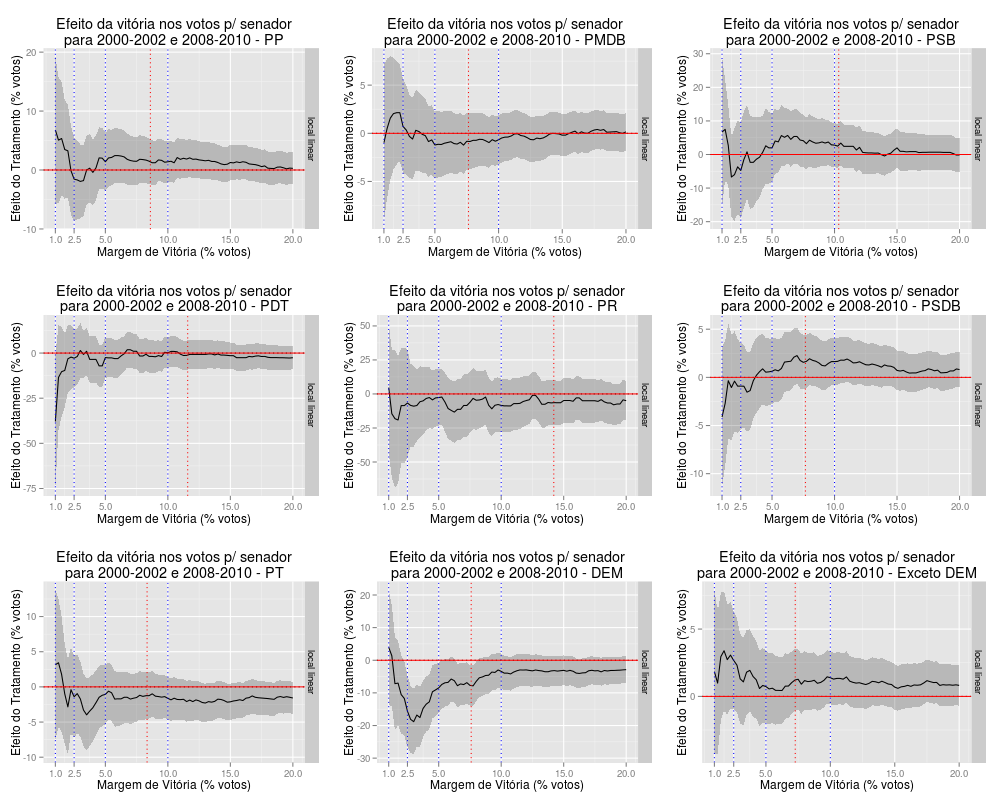 Efeito da vitória nos votos p/ senador
para 2000-2002 e 2008-2010 - PP
Efeito do Tratamento (% votos)
20
10
0
-10
local linear
1.0 2.5 5.0 10.0 15.0 20.0
Margem de Vitória (% votos)
Efeito da vitória nos votos p/ senador
para 2000-2002 e 2008-2010 - PMDB
Efeito do Tratamento (% votos)
5
0
-5
local linear
1.0 2.5 5.0 10.0 15.0 20.0
Margem de Vitória (% votos)
Efeito da vitória nos votos p/ senador
para 2000-2002 e 2008-2010 - PSB
Efeito do Tratamento (% votos)
30
20
10
0
-10
-20
local linear
1.0 2.5 5.0 10.0 15.0 20.0
Margem de Vitória (% votos)
Efeito da vitória nos votos p/ senador
para 2000-2002 e 2008-2010 - PDT
Efeito do Tratamento (% votos)
0
-25
-50
-75
local linear
1.0 2.5 5.0 10.0 15.0 20.0
Margem de Vitória (% votos)
Efeito da vitória nos votos p/ senador
para 2000-2002 e 2008-2010 - PR
Efeito do Tratamento (% votos)
50
25
0
-25
-50
local linear
1.0 2.5 5.0 10.0 15.0 20.0
Margem de Vitória (% votos)
Efeito da vitória nos votos p/ senador
para 2000-2002 e 2008-2010 - PSDB
Efeito do Tratamento (% votos)
5
0
-5
-10
local linear
1.0 2.5 5.0 10.0 15.0 20.0
Margem de Vitória (% votos)
Efeito da vitória nos votos p/ senador
para 2000-2002 e 2008-2010 - PT
Efeito do Tratamento (% votos)
10
5
0
-5
-10
local linear
1.0 2.5 5.0 10.0 15.0 20.0
Margem de Vitória (% votos)
Efeito da vitória nos votos p/ senador
para 2000-2002 e 2008-2010 - DEM
Efeito do Tratamento (% votos)
20
10
0
-10
-20
-30
local linear
1.0 2.5 5.0 10.0 15.0 20.0
Margem de Vitória (% votos)
Efeito da vitória nos votos p/ senador
para 2000-2002 e 2008-2010 - Exceto DEM
Efeito do Tratamento (% votos)
5
0
local linear
1.0 2.5 5.0 10.0 15.0 20.0
Margem de Vitória (% votos)